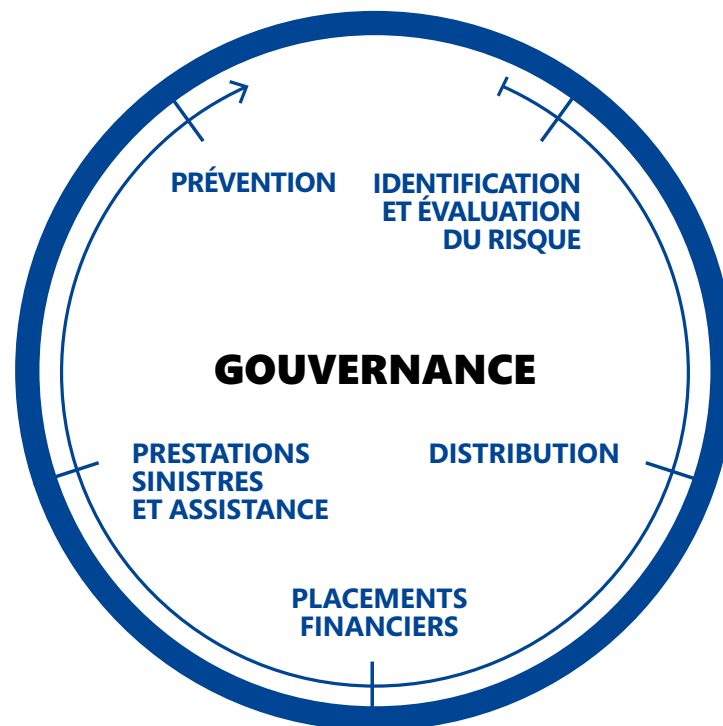 PRÉVENTION
IDENTIFICATION
ET ÉVALUATION
DU RISQUE
GOUVERNANCE
PRESTATIONS
SINISTRES
ET ASSISTANCE
DISTRIBUTION
PLACEMENTS
FINANCIERS